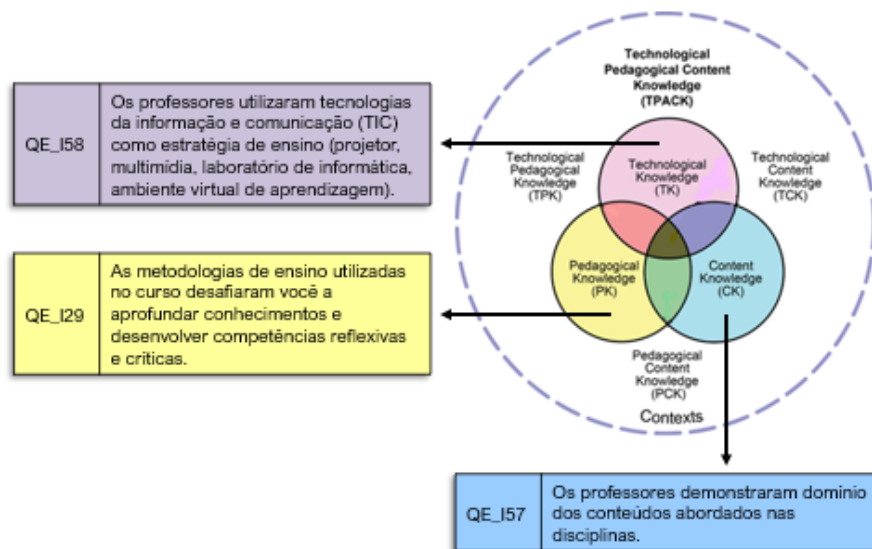 Technological
Pedagogical Content
Knowledge
(TPACK)
QE_I58
Os professores utilizaram tecnologias
da informação e comunicação (TIC)
como estratégia de ensino (projetor,
multimídia, laboratório de informática,
ambiente virtual de aprendizagem).
Technological
Pedagogical
Knowledge
(TPK)
Technological
Knowledge
(TK)
Technological
Content
Knowledge
(TCK)
QE_I29
As metodologias de ensino utilizadas
no curso desafiaram você a
aprofundar conhecimentos e
desenvolver competências reflexivas
e críticas.
Pedagogical
Knowledge
(PK)
Content
Knowledge
(CK)
Pedagogical
Content
Knowledge
(PCK)
Contexts
QE_I57
Os professores demonstraram domínio
dos conteúdos abordados nas
disciplinas.